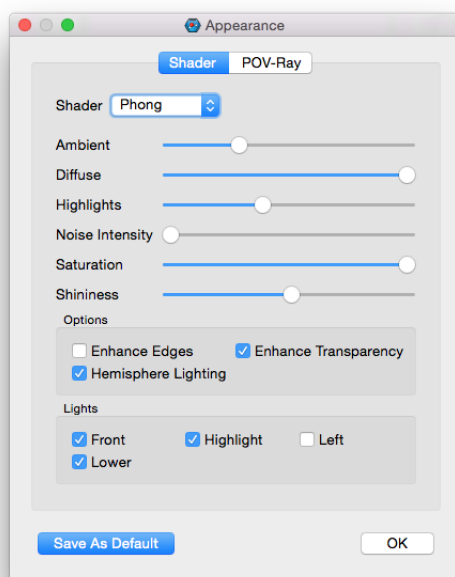 Appearance
Shader POV-Ray
Shader Phong
Ambient
Diffuse
Highlights
Noise Intensity
Saturation
Shininess
Options
Enhance Edges Enhance Transparency
Hemisphere Lighting
Lights
Front Highlight Left
Lower
Save As Default OK